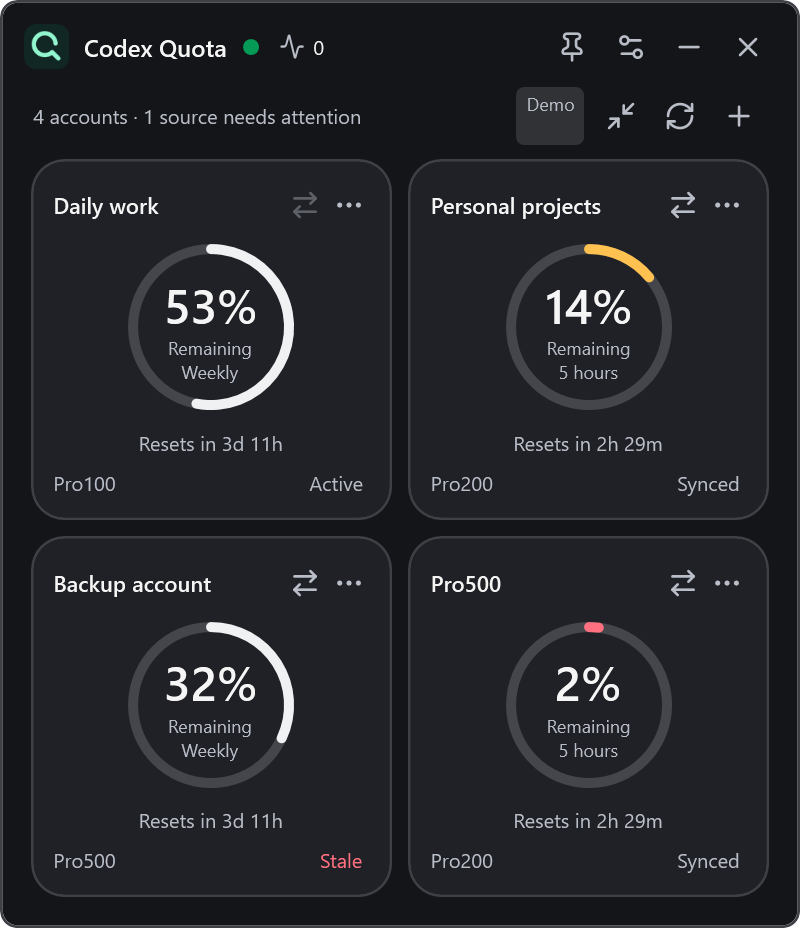 Codex Quota 0
4 accounts · 1 source needs attention
Demo
Daily work
53%
Remaining
Weekly
Resets in 3d 11h
Pro100 Active
Personal projects
14%
Remaining
5 hours
Resets in 2h 29m
Pro200 Synced
Backup account
32%
Remaining
Weekly
Resets in 3d 11h
Pro500 Stale
Pro500
2%
Remaining
5 hours
Resets in 2h 29m
Pro200 Synced